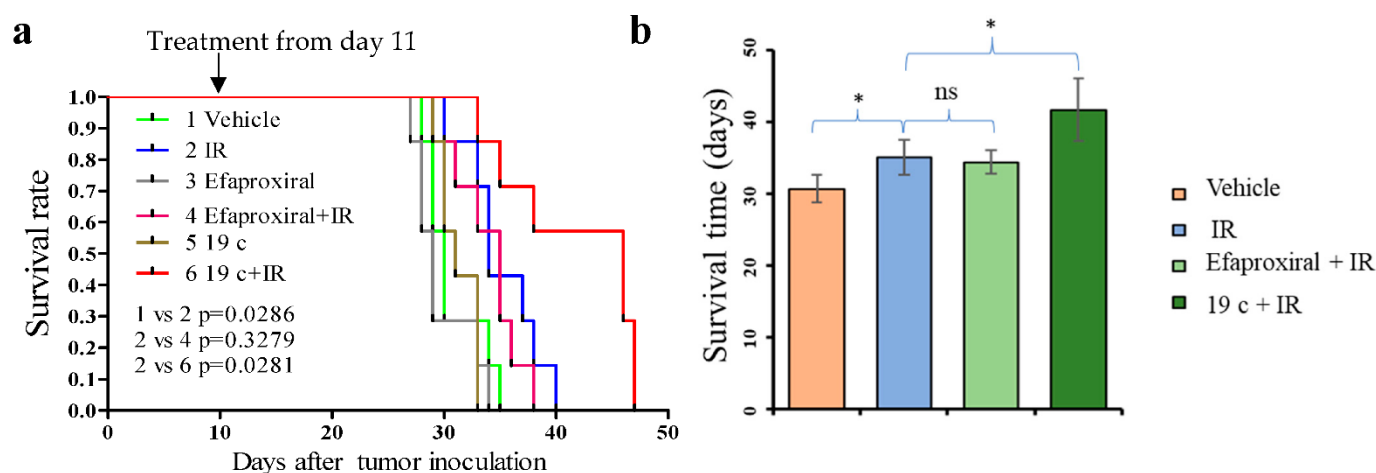 a
Treatment from day 11
Survival rate
1.0
0.9
0.8
0.7
0.6
0.5
0.4
0.3
0.2
0.1
0.0
1 Vehicle
2 IR
3 Efaproxiral
4 Efaproxiral+IR
5 19 c
6 19 c+IR
1 vs 2 p=0.0286
2 vs 4 p=0.3279
2 vs 6 p=0.0281
0 10 20 30 40 50
Days after tumor inoculation
b
Survival time (days)
50
40
30
20
10
0
*
ns
*
Vehicle
IR
Efaproxiral + IR
19 c + IR